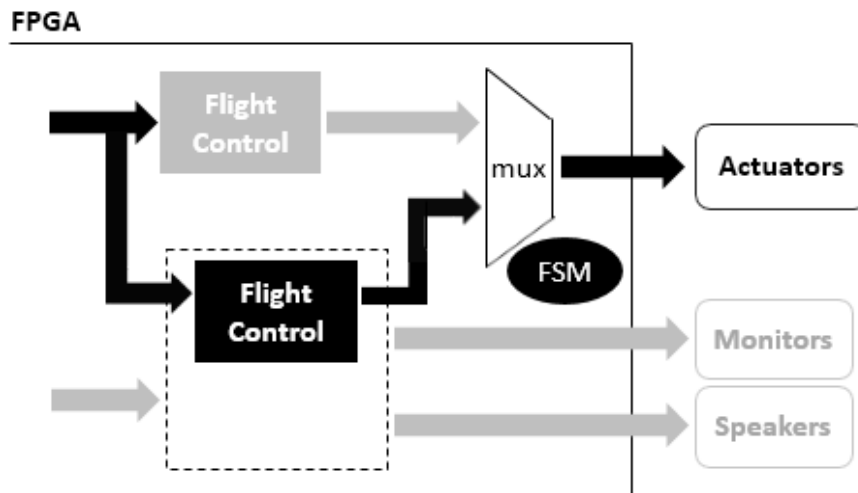 FPGA
Flight
Control
mux
Actuators
Flight
Control
FSM
Monitors
Speakers